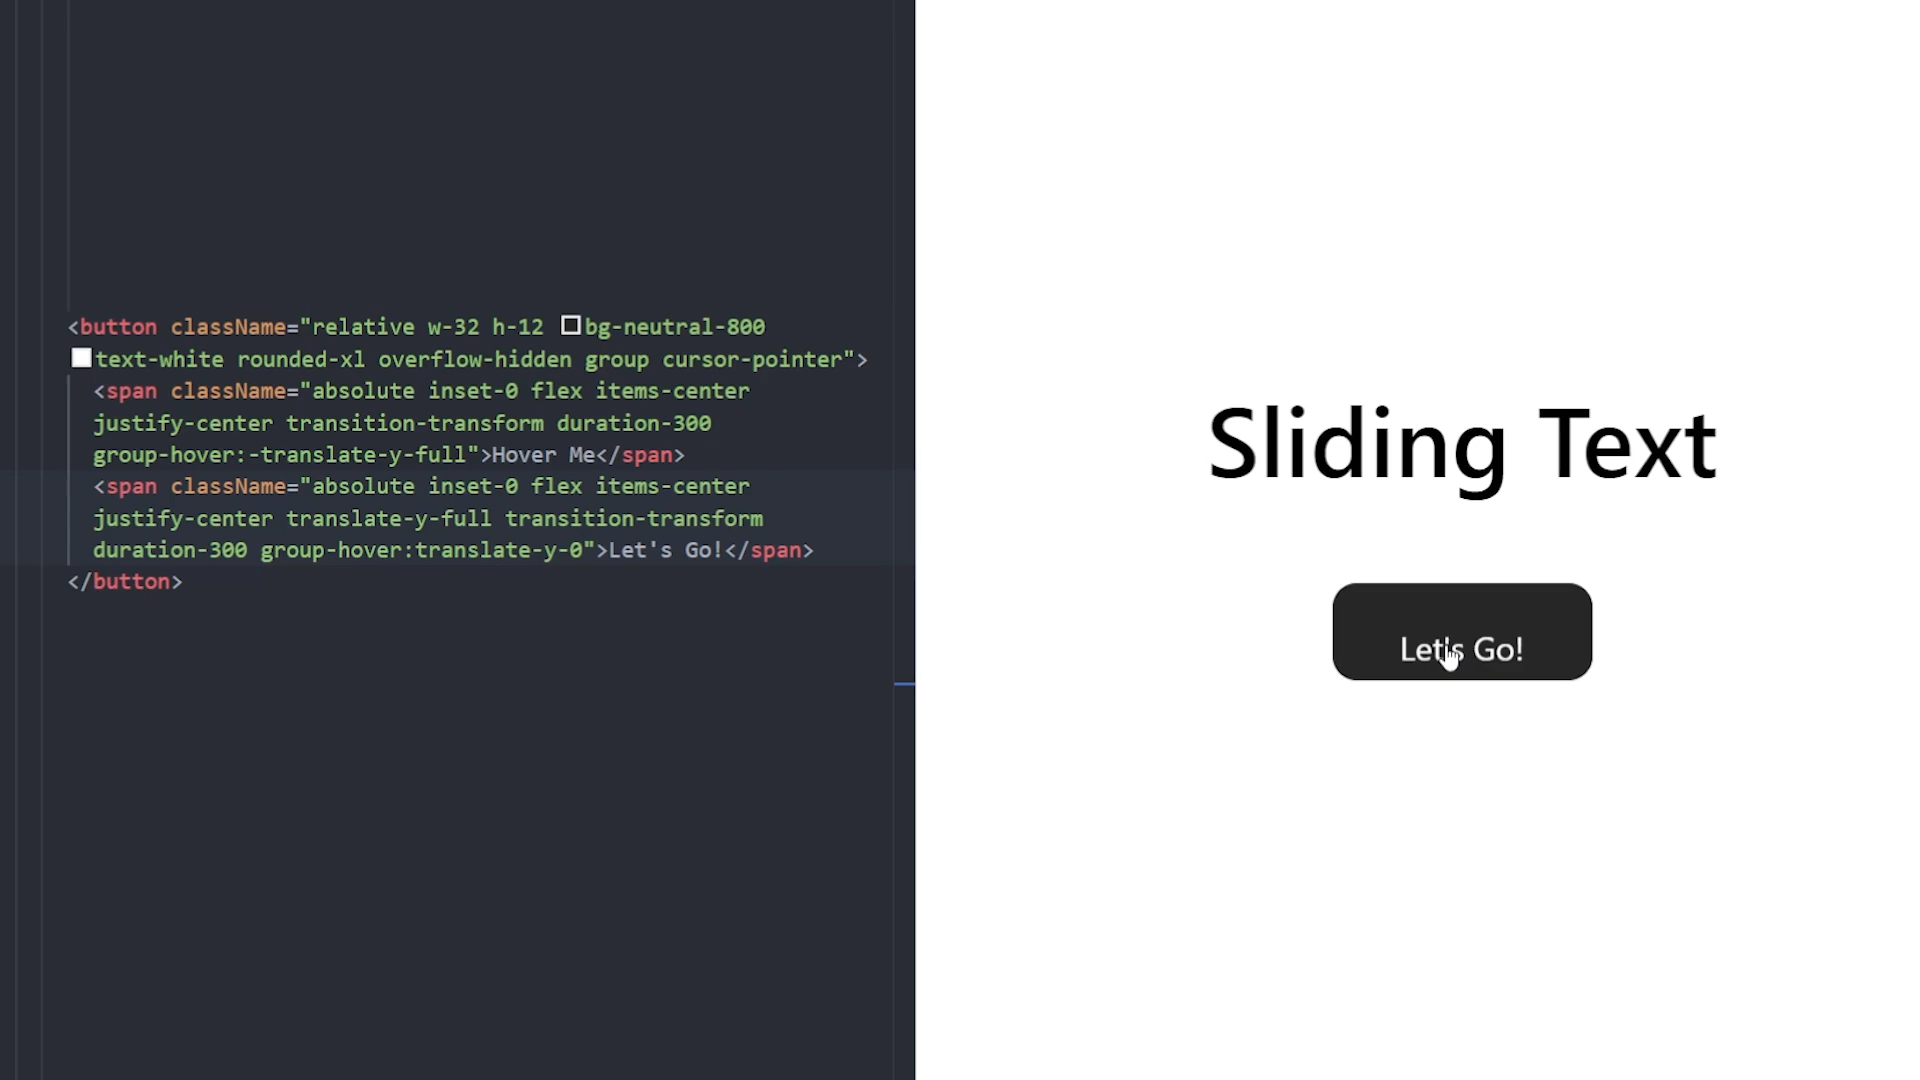 <button className="relative w-32 h-12 bg-neutral-800
text-white rounded-xl overflow-hidden group cursor-pointer">
<span className="absolute inset-0 flex items-center
justify-center transition-transform duration-300
group-hover:-translate-y-full">Hover Me</span>
<span className="absolute inset-0 flex items-center
justify-center translate-y-full transition-transform
duration-300 group-hover:translate-y-0">Let's Go!</span>
</button>
Sliding Text
Let's Go!